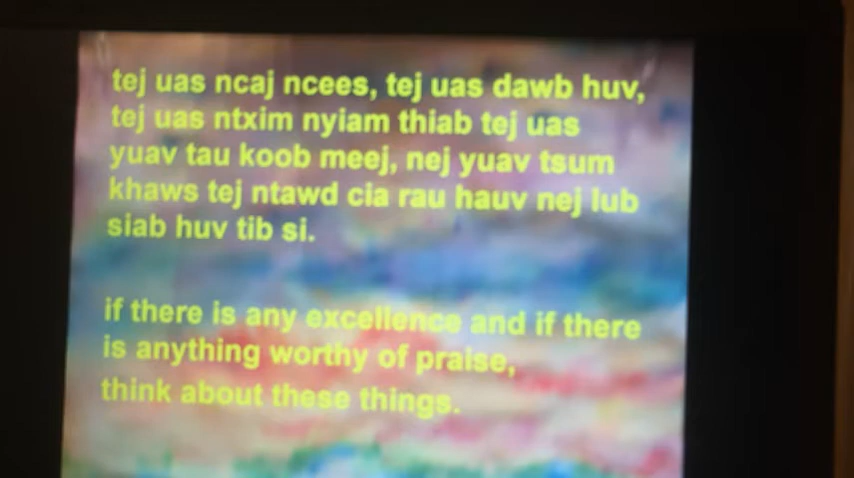 tej uas ncaj ncees, tej uas dawb huv,
tej uas ntxim nyiam thiab tej uas
yuav tau koob meej, nej yuav tsum
khaws tej ntawd cia rau hauv nej lub
siab huv tib si.
if there is any excellence and if there
is anything worthy of praise,
think about these things.